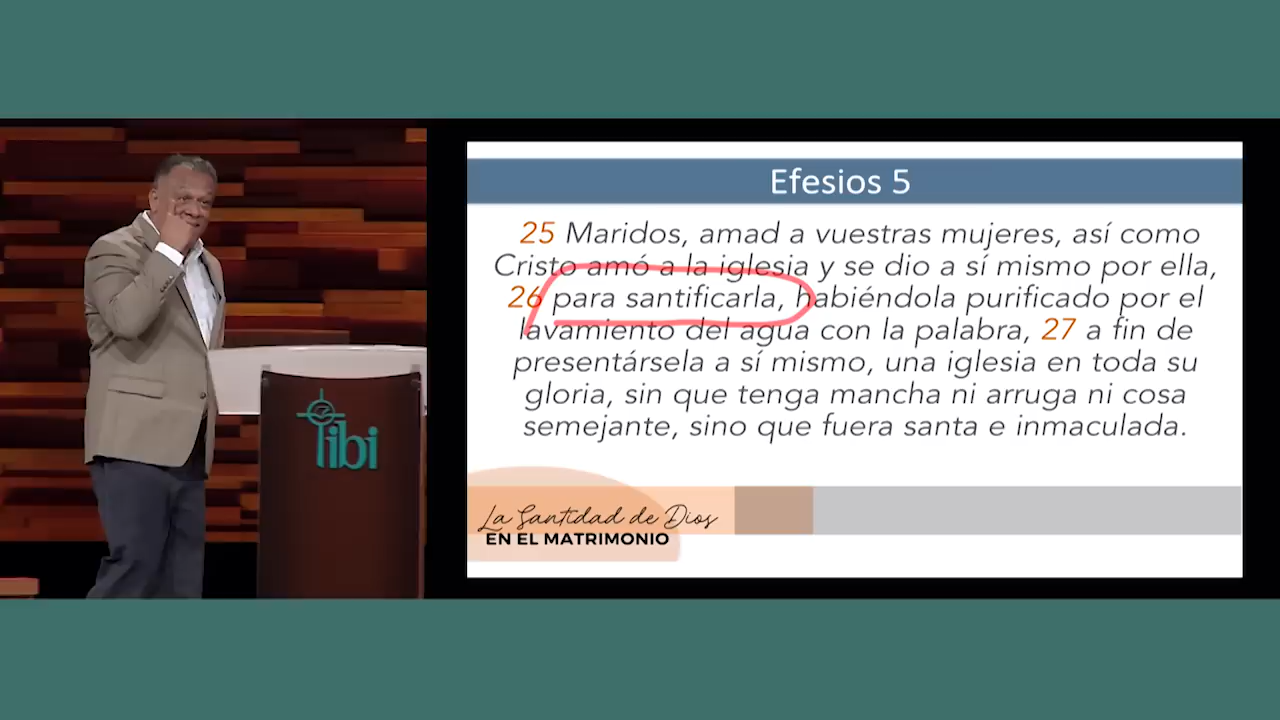 Efesios 5
25 Maridos, amad a vuestras mujeres, así como
Cristo amó a la iglesia y se dio a sí mismo por ella,
26 para santificarla, habiéndola purificado por el
lavamiento del agua con la palabra, 27 a fin de
presentársela a sí mismo, una iglesia en toda su
gloria, sin que tenga mancha ni arruga ni cosa
semejante, sino que fuera santa e inmaculada.
La Santidad de Dios
EN EL MATRIMONIO
ibi